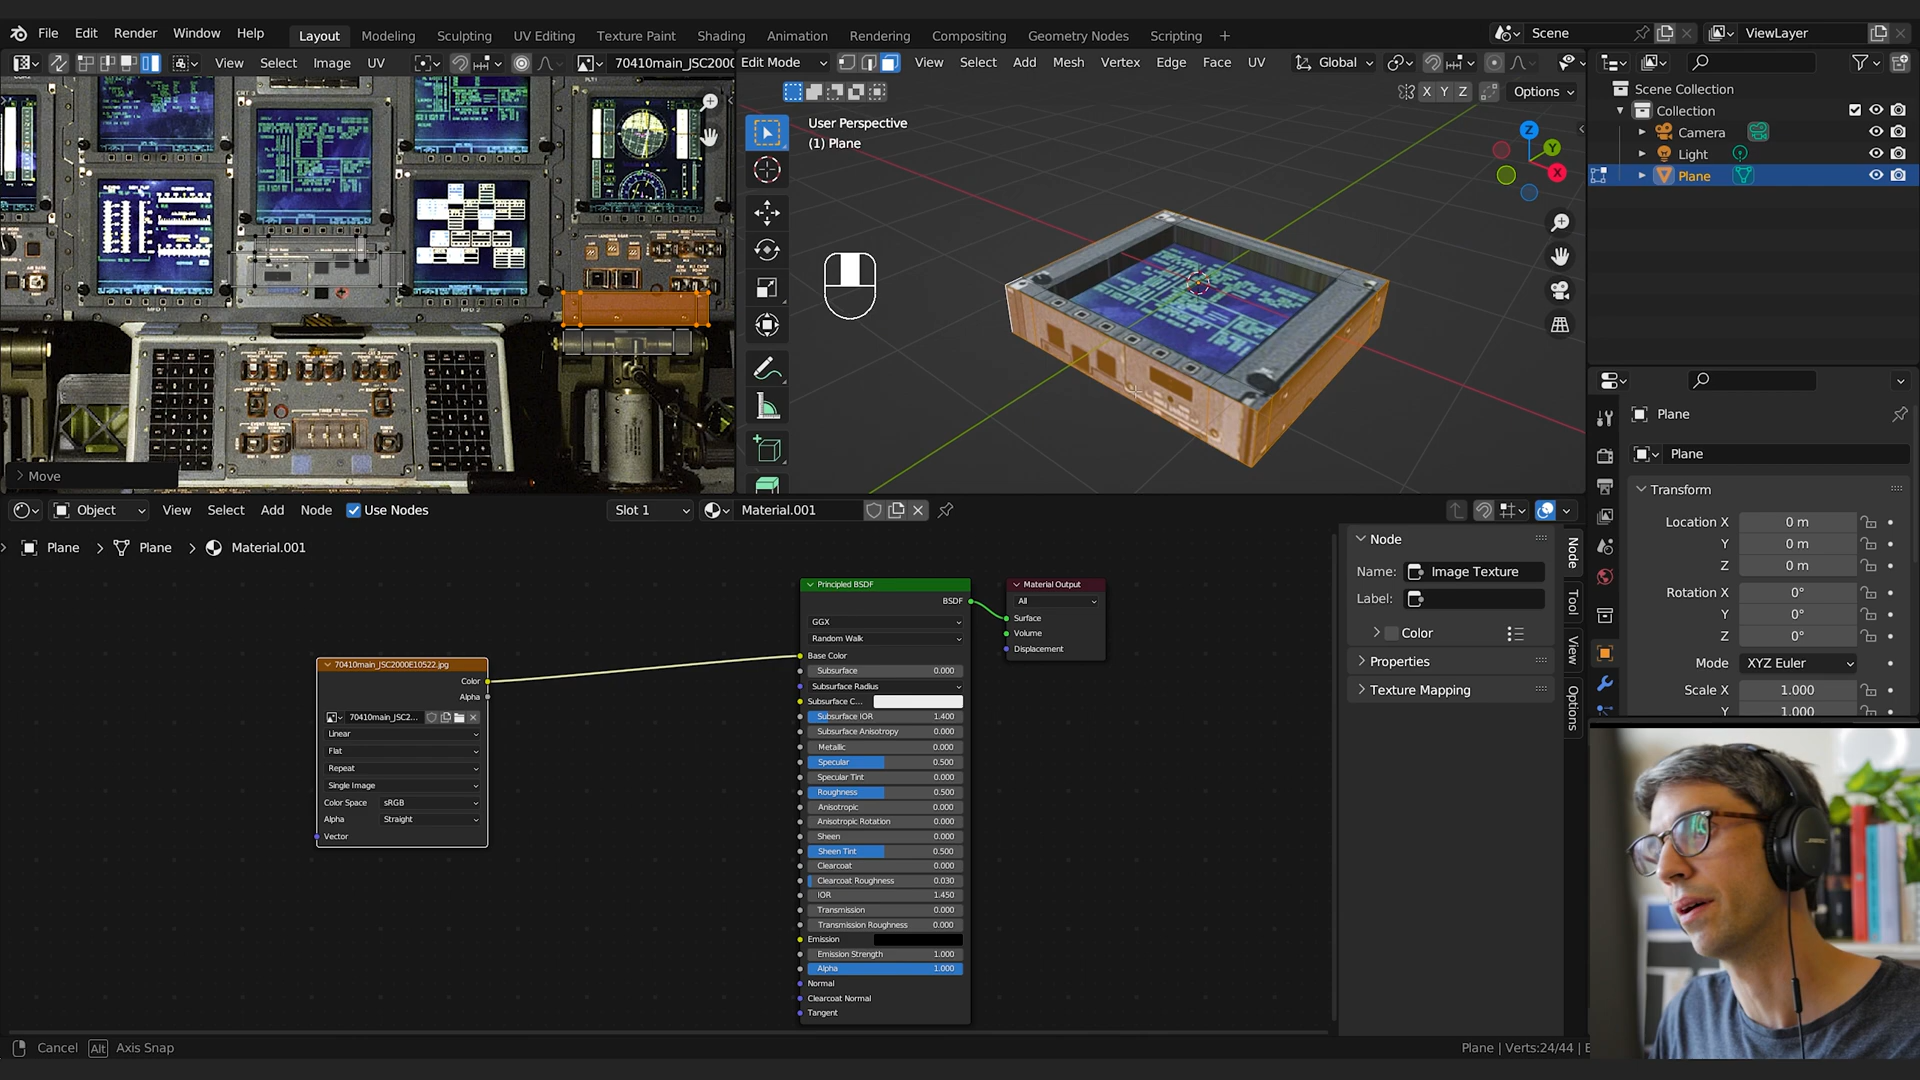 File Edit Render Window Help Layout Modeling Sculpting UV Editing Texture Paint Shading Animation Rendering Compositing Geometry Nodes Scripting + Scene ViewLayer
View Select Image UV 70410main_JSC2000 Edit Mode View Select Add Mesh Vertex Edge Face UV Global
X Y Z Options
User Perspective
(1) Plane
Z
Y
X
Scene Collection
Collection
Camera
Light
Plane
MFD 1
MFD 2
> Move
Plane
Plane
Transform
Location X 0 m
Y 0 m
Z 0 m
Rotation X 0°
Y 0°
Z 0°
Mode XYZ Euler
Scale X 1.000
Y 1.000
Object View Select Add Node Use Nodes Slot 1 Material.001
Plane > Plane > Material.001
Node
Name: Image Texture
Label:
Color
Properties
Texture Mapping
Node
Tool
View
Options
70410main_JSC2000E10522.jpg
Color
Alpha
70410main_JSC2...
Linear
Flat
Repeat
Single Image
Color Space sRGB
Alpha Straight
Vector
Principled BSDF
BSDF
GGX
Random Walk
Base Color
Subsurface 0.000
Subsurface Radius
Subsurface C...
Subsurface IOR 1.400
Subsurface Anisotropy 0.000
Metallic 0.000
Specular 0.500
Specular Tint 0.000
Roughness 0.500
Anisotropic 0.000
Anisotropic Rotation 0.000
Sheen 0.000
Sheen Tint 0.500
Clearcoat 0.000
Clearcoat Roughness 0.030
IOR 1.450
Transmission 0.000
Transmission Roughness 0.000
Emission
Emission Strength 1.000
Alpha 1.000
Normal
Clearcoat Normal
Tangent
Material Output
All
Surface
Volume
Displacement
Cancel Alt Axis Snap
Plane | Verts:24/44 | E